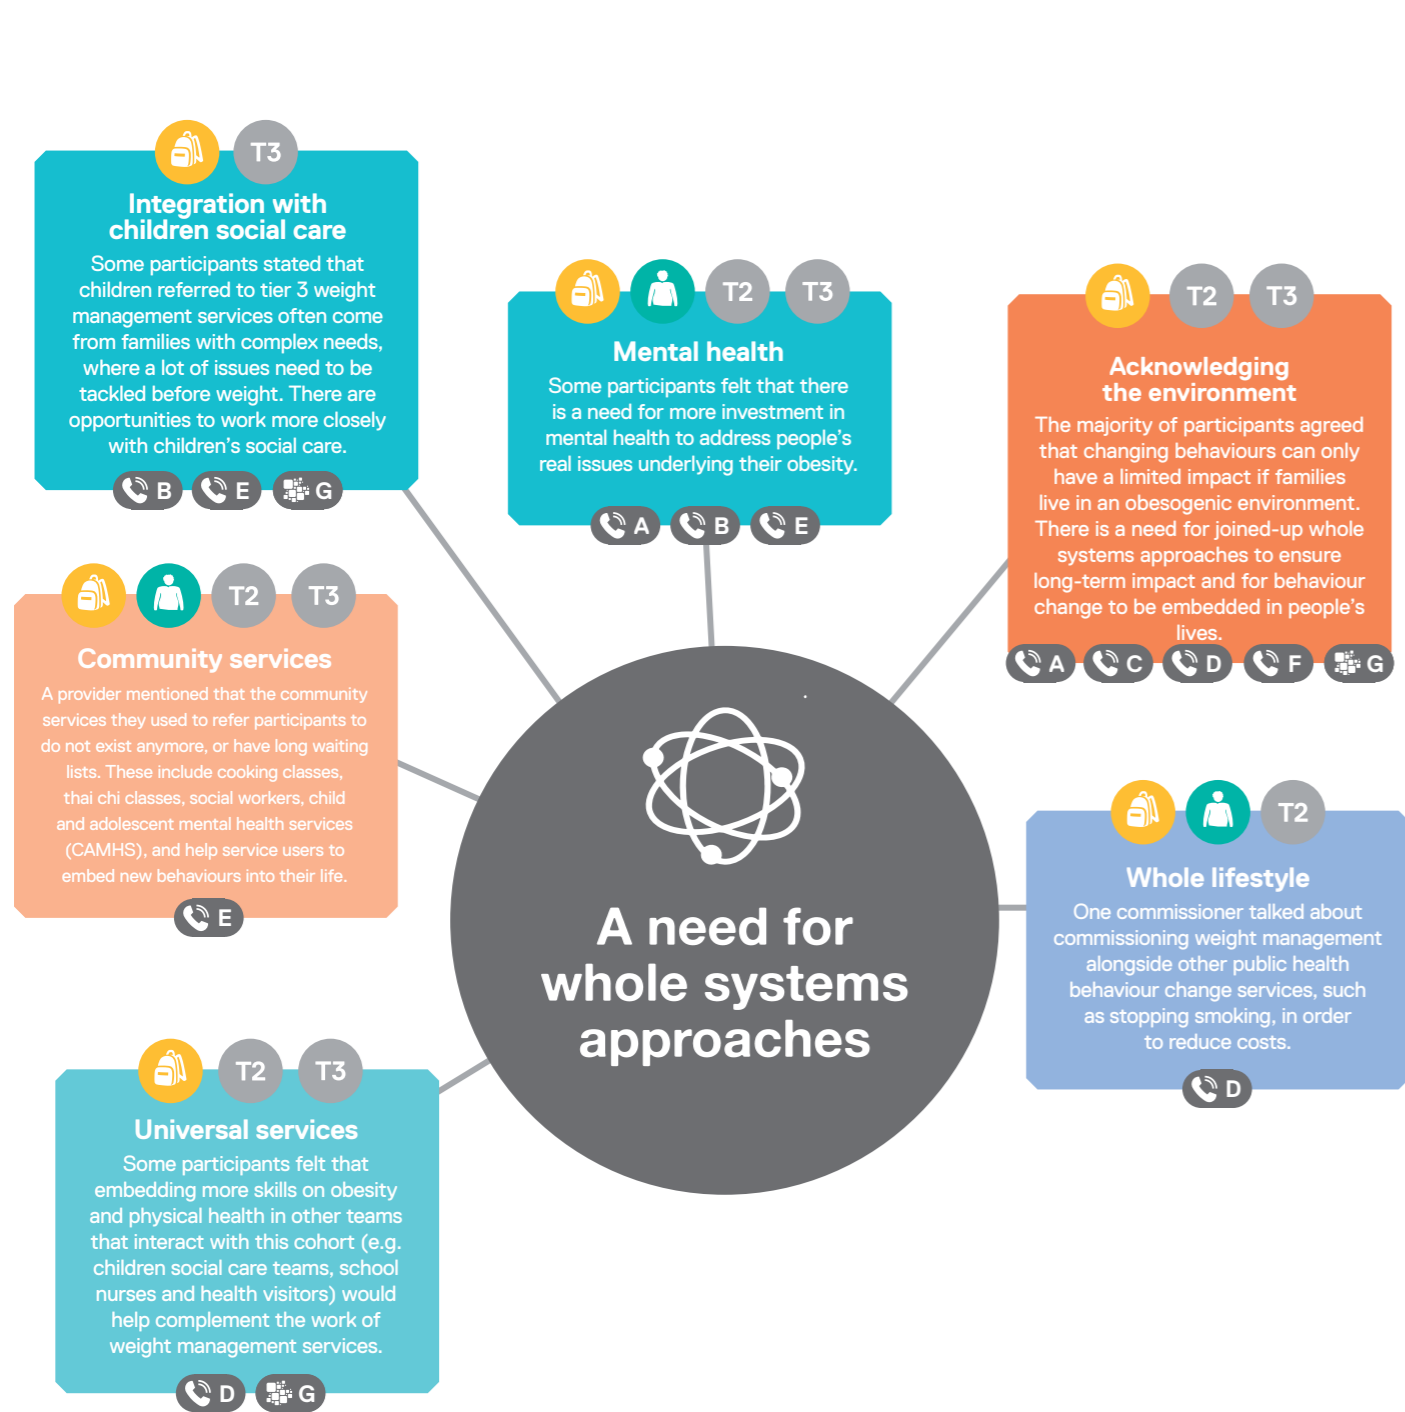 T3
Integration with
children social care
Some participants stated that
children referred to tier 3 weight
management services often come
from families with complex needs,
where a lot of issues need to be
tackled before weight. There are
opportunities to work more closely
with children's social care.
B E G
T2 T3
Mental health
Some participants felt that there
is a need for more investment in
mental health to address people's
real issues underlying their obesity.
A B E
T2 T3
Acknowledging
the environment
The majority of participants agreed
that changing behaviours can only
have a limited impact if families
live in an obesogenic environment.
There is a need for joined-up whole
systems approaches to ensure
long-term impact and for behaviour
change to be embedded in people's
lives.
A C D F G
T2 T3
Community services
A provider mentioned that the community
services they used to refer participants to
do not exist anymore, or have long waiting
lists. These include cooking classes,
thai chi classes, social workers, child
and adolescent mental health services
(CAMHS), and help service users to
embed new behaviours into their life.
E
A need for
whole systems
approaches
T2
Whole lifestyle
One commissioner talked about
commissioning weight management
alongside other public health
behaviour change services, such
as stopping smoking, in order
to reduce costs.
D
T2 T3
Universal services
Some participants felt that
embedding more skills on obesity
and physical health in other teams
that interact with this cohort (e.g.
children social care teams, school
nurses and health visitors) would
help complement the work of
weight management services.
D G